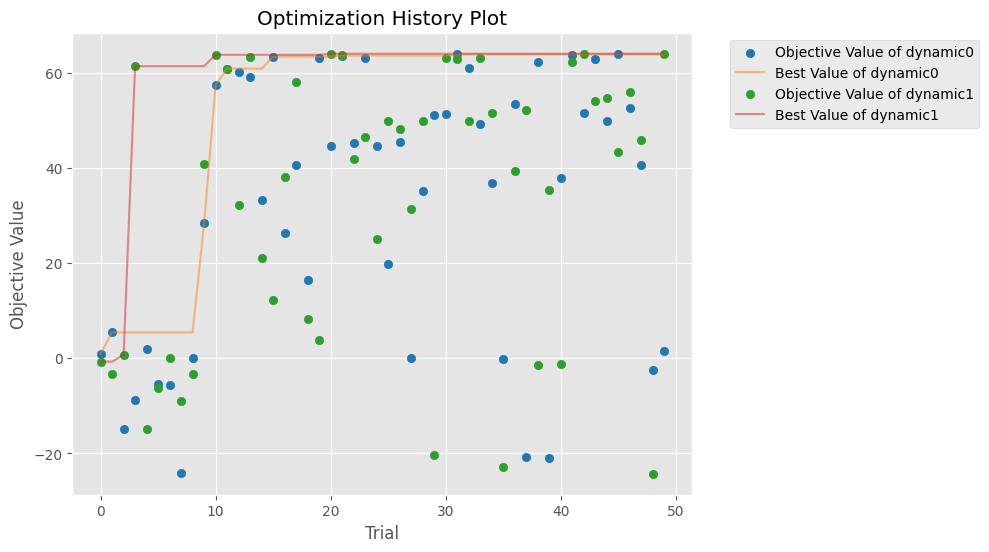 Optimization History Plot
Objective Value
60
40
20
0
−20
0 10 20 30 40 50
Trial
Objective Value of dynamic0
Best Value of dynamic0
Objective Value of dynamic1
Best Value of dynamic1